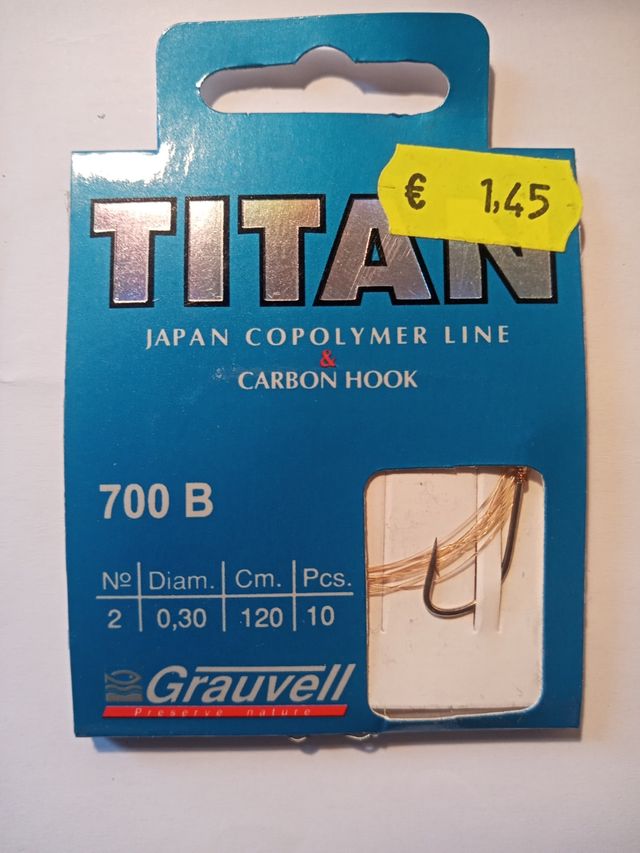 € 1,45
TITAN
JAPAN COPOLYMER LINE
&
CARBON HOOK
700 B
Nº Diam. Cm. Pcs.
2 0,30 120 10
Grauvell
Preserve nature